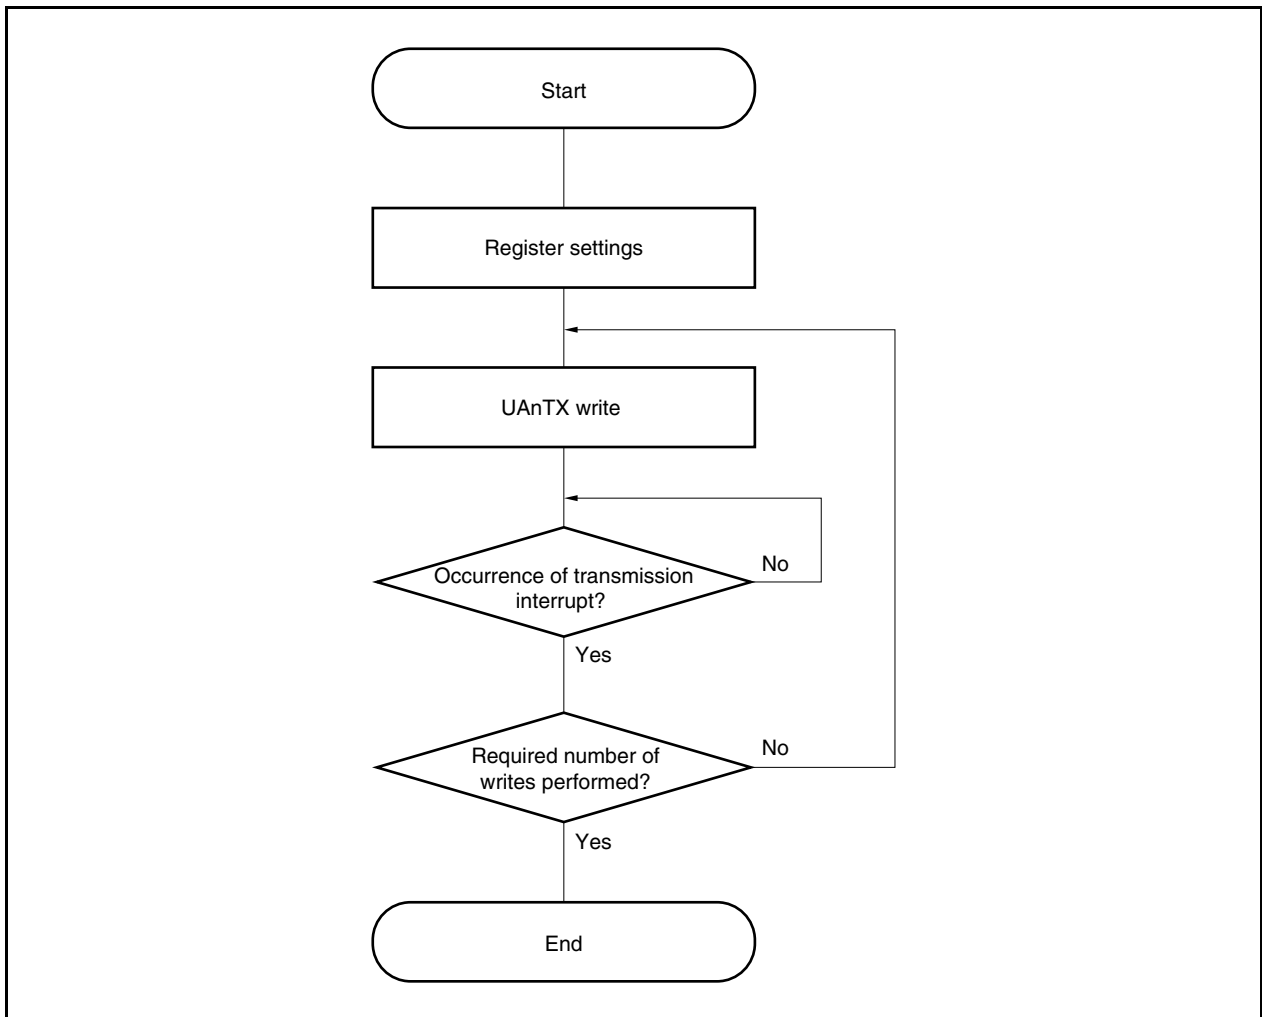 Start
Register settings
UAnTX write
No
Occurrence of transmission
interrupt?
Yes
No
Required number of
writes performed?
Yes
End